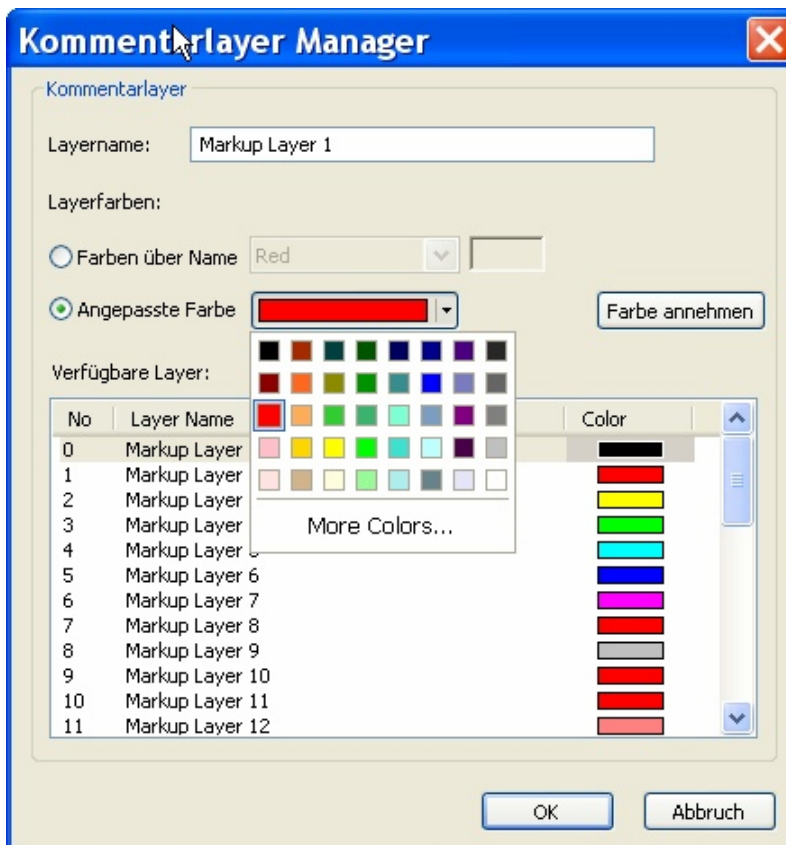 Kommentarlayer Manager
Kommentarlayer
Layername: Markup Layer 1
Layerfarben:
Farben über Name Red
Angepasste Farbe Farbe annehmen
Verfügbare Layer:
No Layer Name Color
0 Markup Layer
1 Markup Layer
2 Markup Layer
3 Markup Layer
More Colors...
4 Markup Layer
5 Markup Layer 6
6 Markup Layer 7
7 Markup Layer 8
8 Markup Layer 9
9 Markup Layer 10
10 Markup Layer 11
11 Markup Layer 12
OK Abbruch